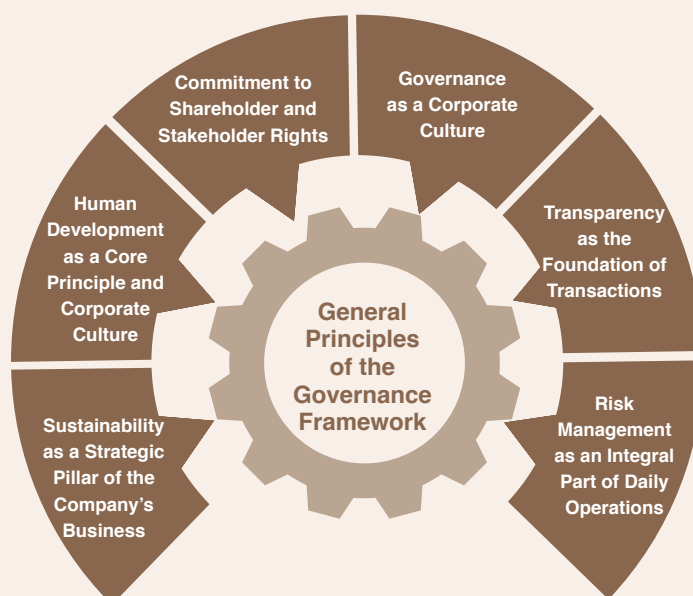 Commitment to
Shareholder and
Stakeholder Rights
Governance
as a Corporate
Culture
Human
Development
as a Core
Principle and
Corporate
Culture
Transparency
as the
Foundation of
Transactions
General
Principles
of the
Governance
Framework
Sustainability
as a Strategic
Pillar of the
Company’s
Business
Risk
Management
as an Integral
Part of Daily
Operations